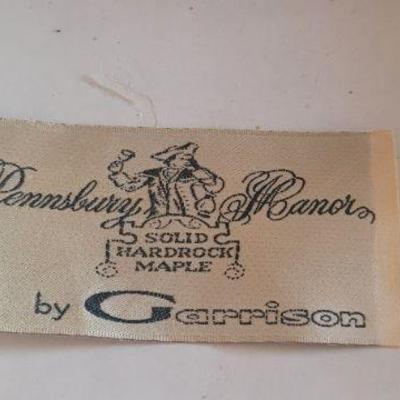 Pennsbury Manor
SOLID
HARDROCK
MAPLE
by Garrison